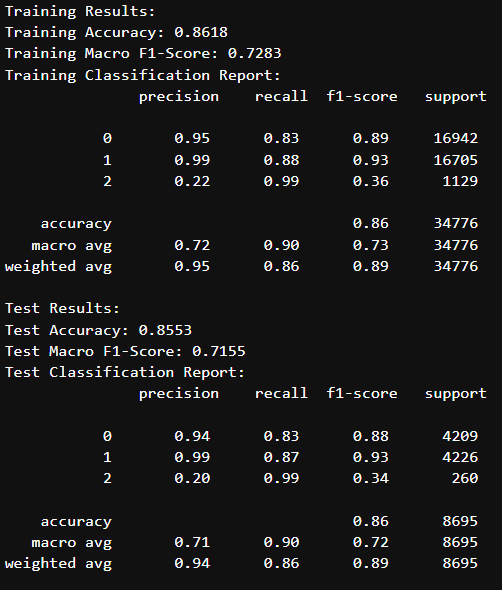 Training Results:
Training Accuracy: 0.8618
Training Macro F1-Score: 0.7283
Training Classification Report:
precision recall f1-score support
0 0.95 0.83 0.89 16942
1 0.99 0.88 0.93 16705
2 0.22 0.99 0.36 1129
accuracy 0.86 34776
macro avg 0.72 0.90 0.73 34776
weighted avg 0.95 0.86 0.89 34776
Test Results:
Test Accuracy: 0.8553
Test Macro F1-Score: 0.7155
Test Classification Report:
precision recall f1-score support
0 0.94 0.83 0.88 4209
1 0.99 0.87 0.93 4226
2 0.20 0.99 0.34 260
accuracy 0.86 8695
macro avg 0.71 0.90 0.72 8695
weighted avg 0.94 0.86 0.89 8695